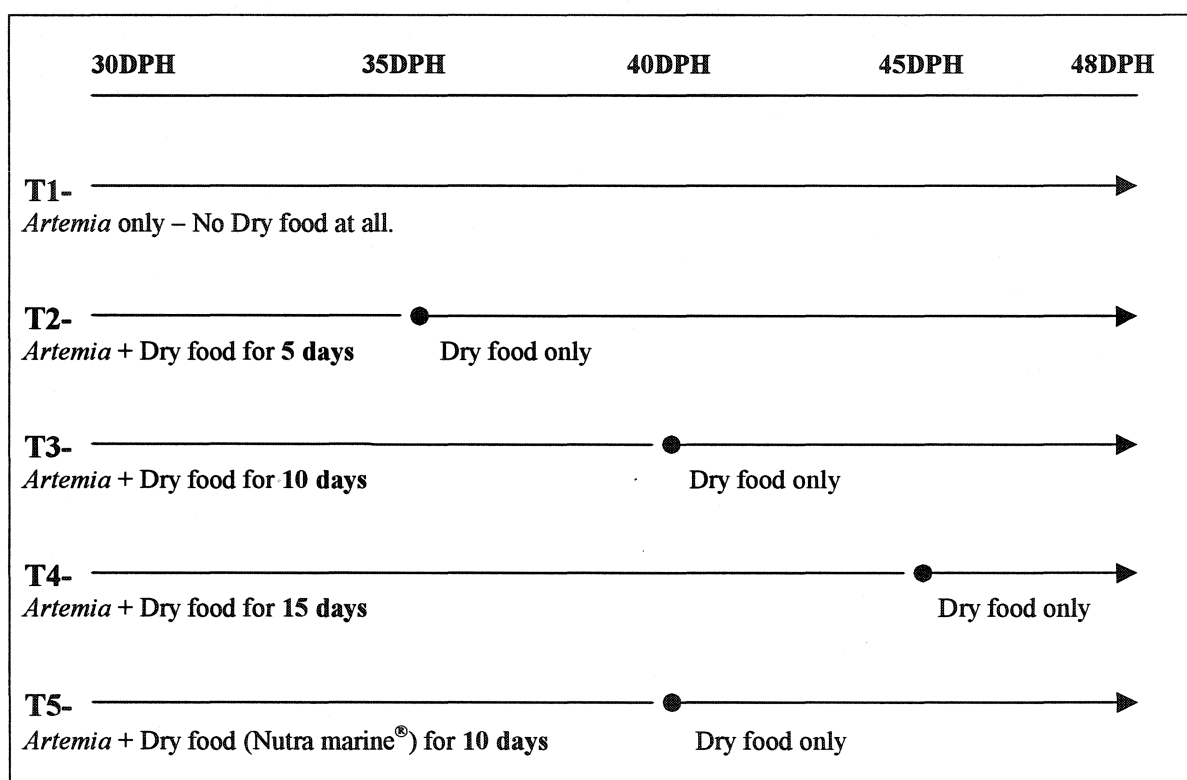 30DPH 35DPH 40DPH 45DPH 48DPH
T1-
Artemia only – No Dry food at all.
T2-
Artemia + Dry food for 5 days Dry food only
T3-
Artemia + Dry food for 10 days Dry food only
T4-
Artemia + Dry food for 15 days Dry food only
T5-
Artemia + Dry food (Nutra marine®) for 10 days Dry food only